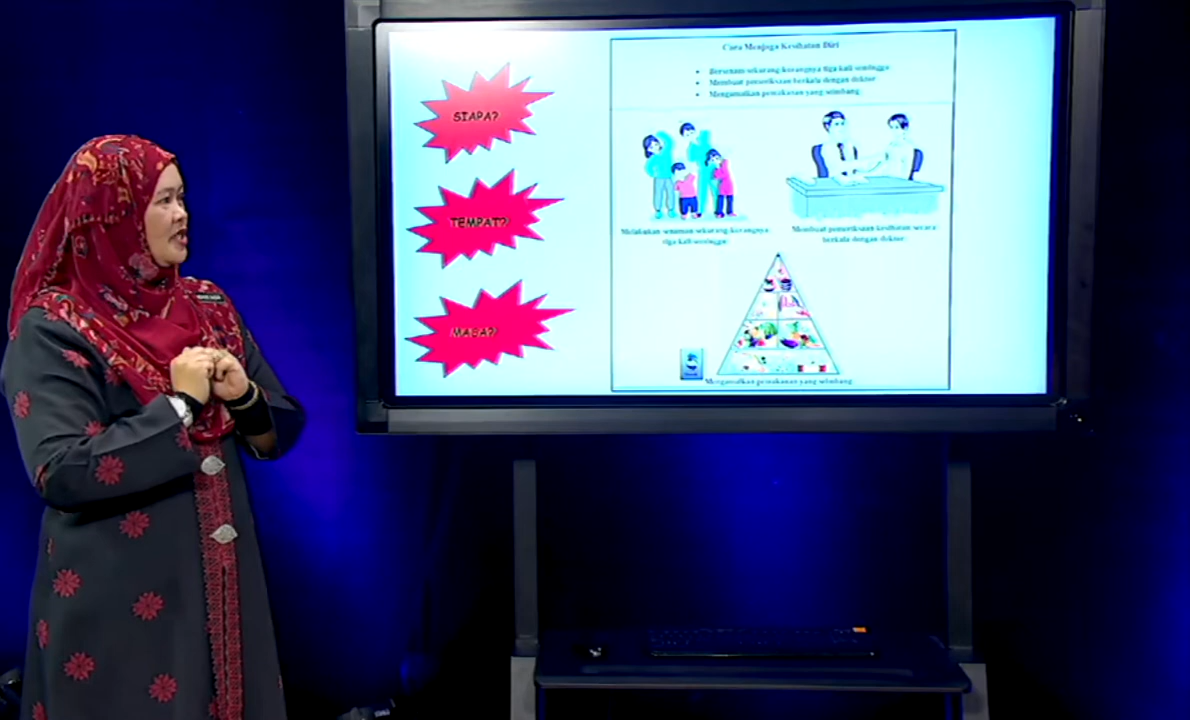 SIAPA?
TEMPAT?
MASA?
Cara Menjaga Kesihatan Diri
• Bersenam sekurang-kurangnya tiga kali seminggu
• Membuat pemeriksaan berkala dengan doktor
• Mengamalkan pemakanan yang seimbang
Melakukan senaman sekurang-kurangnya
tiga kali seminggu
Membuat pemeriksaan kesihatan secara
berkala dengan doktor
Mengamalkan pemakanan yang seimbang